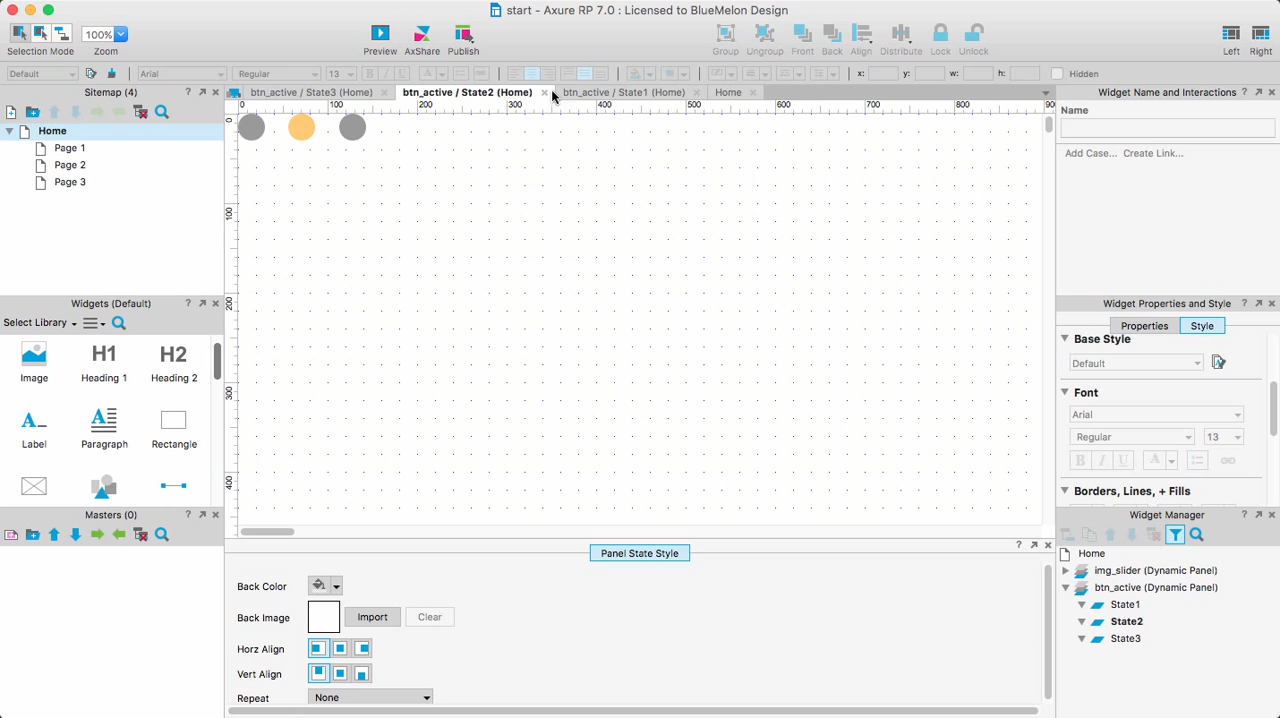 start - Axure RP 7.0 : Licensed to BlueMelon Design
100%
Selection Mode Zoom Preview AxShare Publish Group Ungroup Front Back Align Distribute Lock Unlock Left Right
Default Arial Regular 13 B I U A x: y: w: h: Hidden
Sitemap (4) ? btn_active / State3 (Home) btn_active / State2 (Home) btn_active / State1 (Home) Home Widget Name and Interactions ?
0 100 200 300 400 500 600 700 800 90
Name
Home
Page 1
Page 2
Page 3
Add Case... Create Link...
0
100
200
300
400
Widgets (Default) ?
Select Library
Image H1 Heading 1 H2 Heading 2
Label Paragraph Rectangle
Widget Properties and Style ?
Properties Style
Base Style
Default
Font
Arial
Regular 13
B I U A
Borders, Lines, + Fills
Masters (0) ?
Widget Manager ?
Home
img_slider (Dynamic Panel)
btn_active (Dynamic Panel)
State1
State2
State3
Panel State Style ?
Back Color
Back Image Import Clear
Horz Align
Vert Align
Repeat None